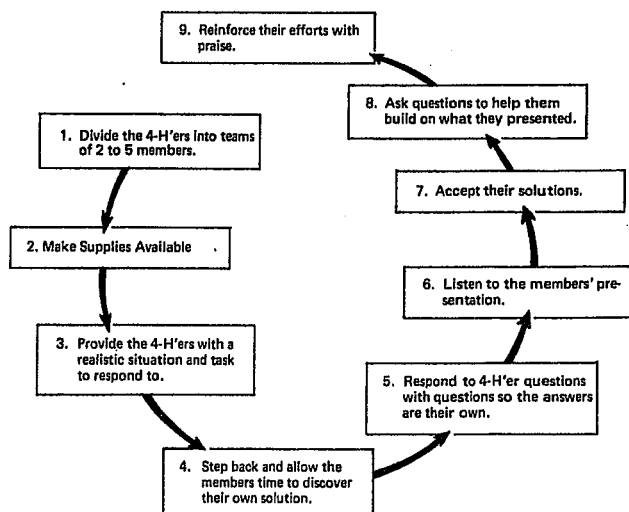 1. Divide the 4-H'ers into teams
of 2 to 5 members.
2. Make Supplies Available
3. Provide the 4-H'ers with a
realistic situation and task
to respond to.
4. Step back and allow the
members time to discover
their own solution.
5. Respond to 4-H'er questions
with questions so the answers
are their own.
6. Listen to the members' pre-
sentation.
7. Accept their solutions.
8. Ask questions to help them
build on what they presented.
9. Reinforce their efforts with
praise.